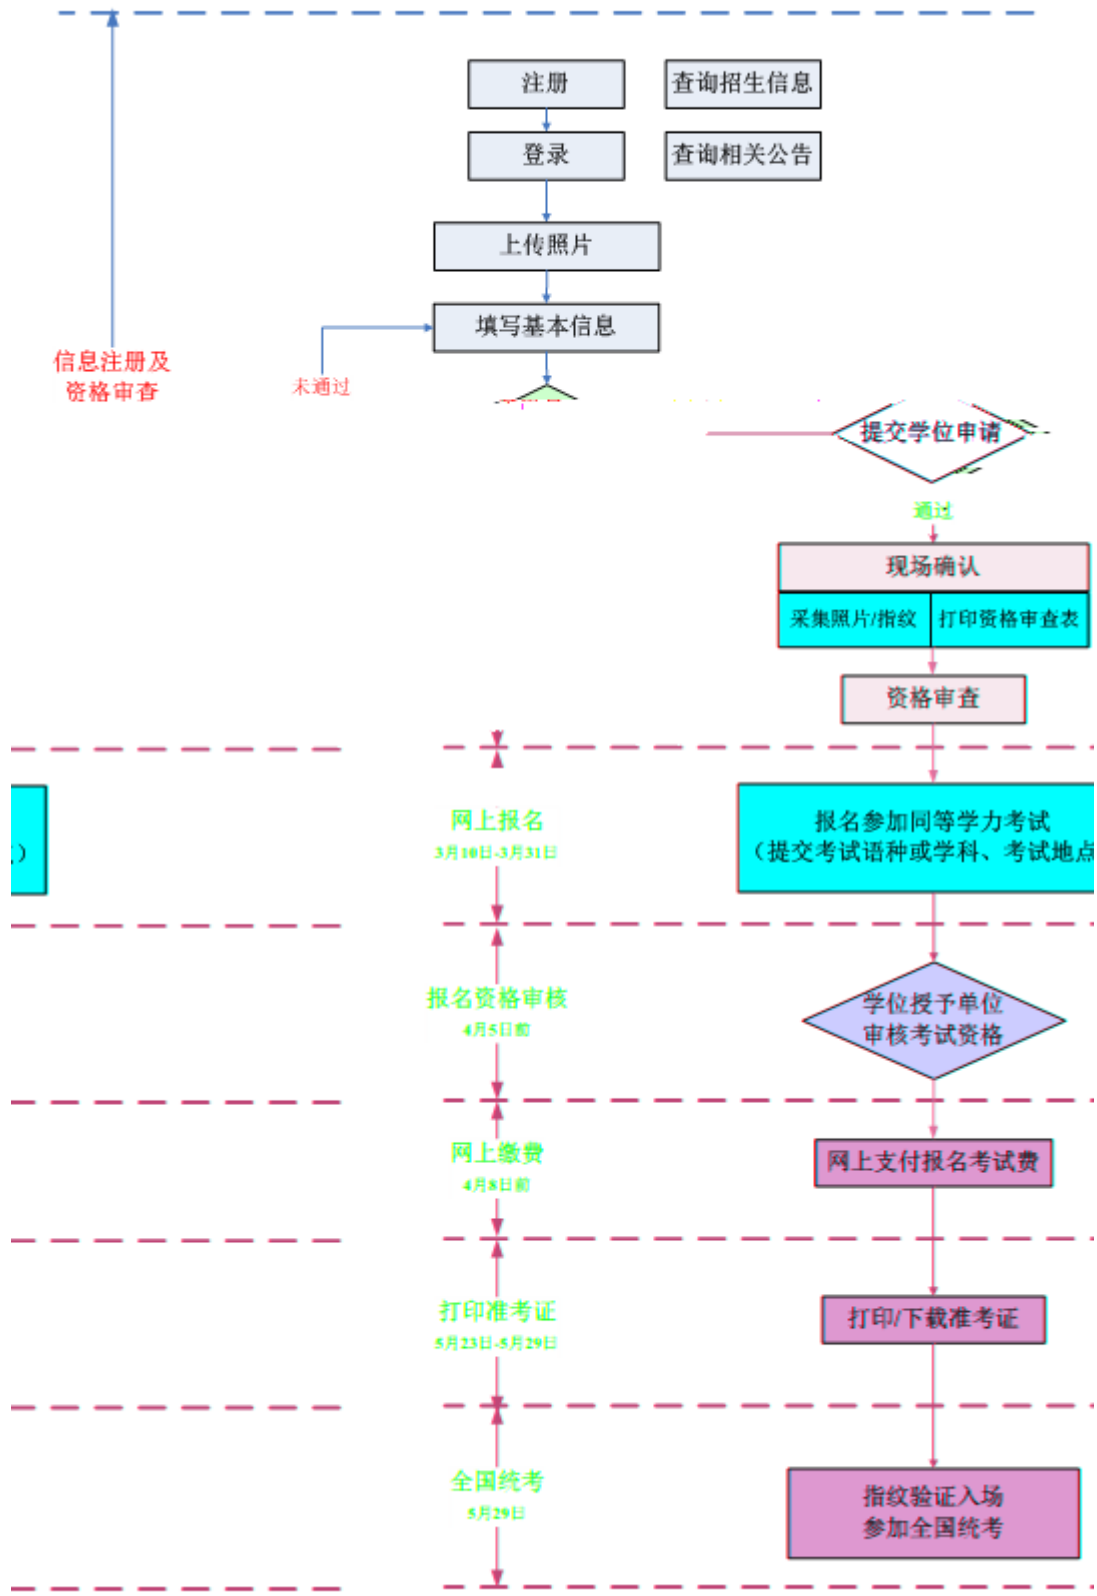 注册
查询招生信息
登录
查询相关公告
上传照片
填写基本信息
信息注册及
资格审查
未通过
提交学位申请
通过
现场确认
采集照片/指纹
打印资格审查表
资格审查
网上报名
3月10日-3月31日
报名参加同等学力考试
（提交考试语种或学科、考试地点
）
报名资格审核
4月5日前
学位授予单位
审核考试资格
网上缴费
4月8日前
网上支付报名考试费
打印准考证
5月23日-5月29日
打印/下载准考证
全国统考
5月29日
指纹验证入场
参加全国统考